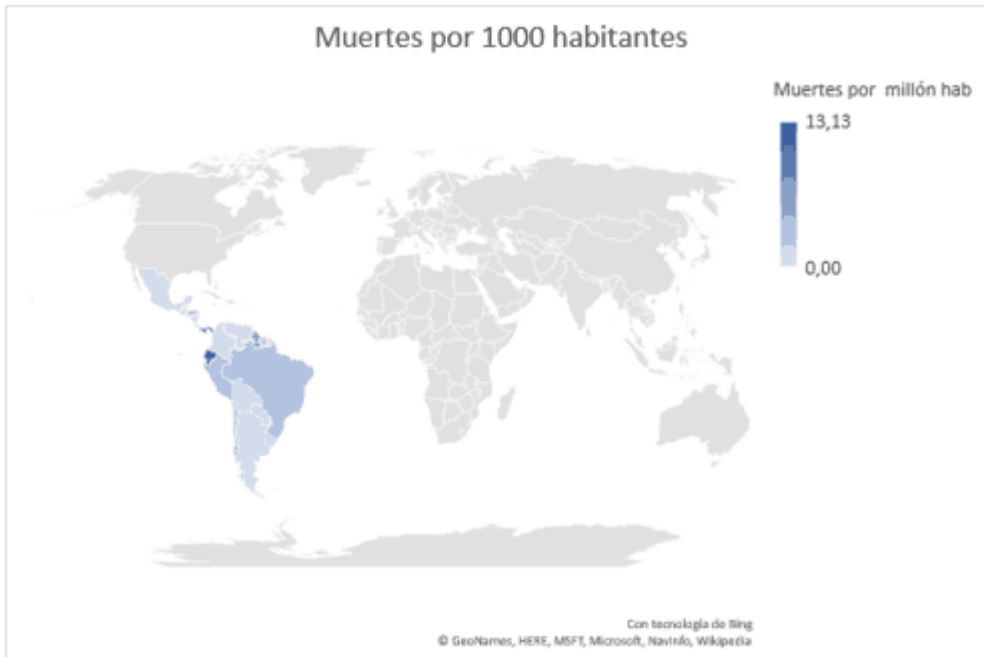 Muertes por 1000 habitantes
Muertes por millón hab
13,13
0,00
Con tecnología de Bing
© GeoNames, HERE, MSFT, Microsoft, NavInfo, Wikipedia